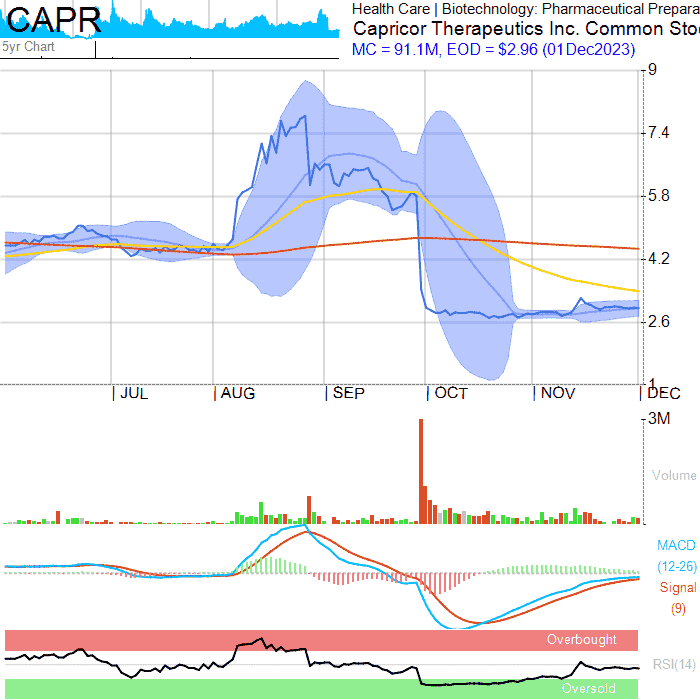 CAPR
5yr Chart
Health Care | Biotechnology: Pharmaceutical Prepara
Capricor Therapeutics Inc. Common Sto
MC = 91.1M, EOD = $2.96 (01Dec2023)
9
7.4
5.8
4.2
2.6
1
JUL AUG SEP OCT NOV DEC
3M
Volume
MACD
(12-26)
Signal
(9)
Overbought
RSI(14)
Oversold